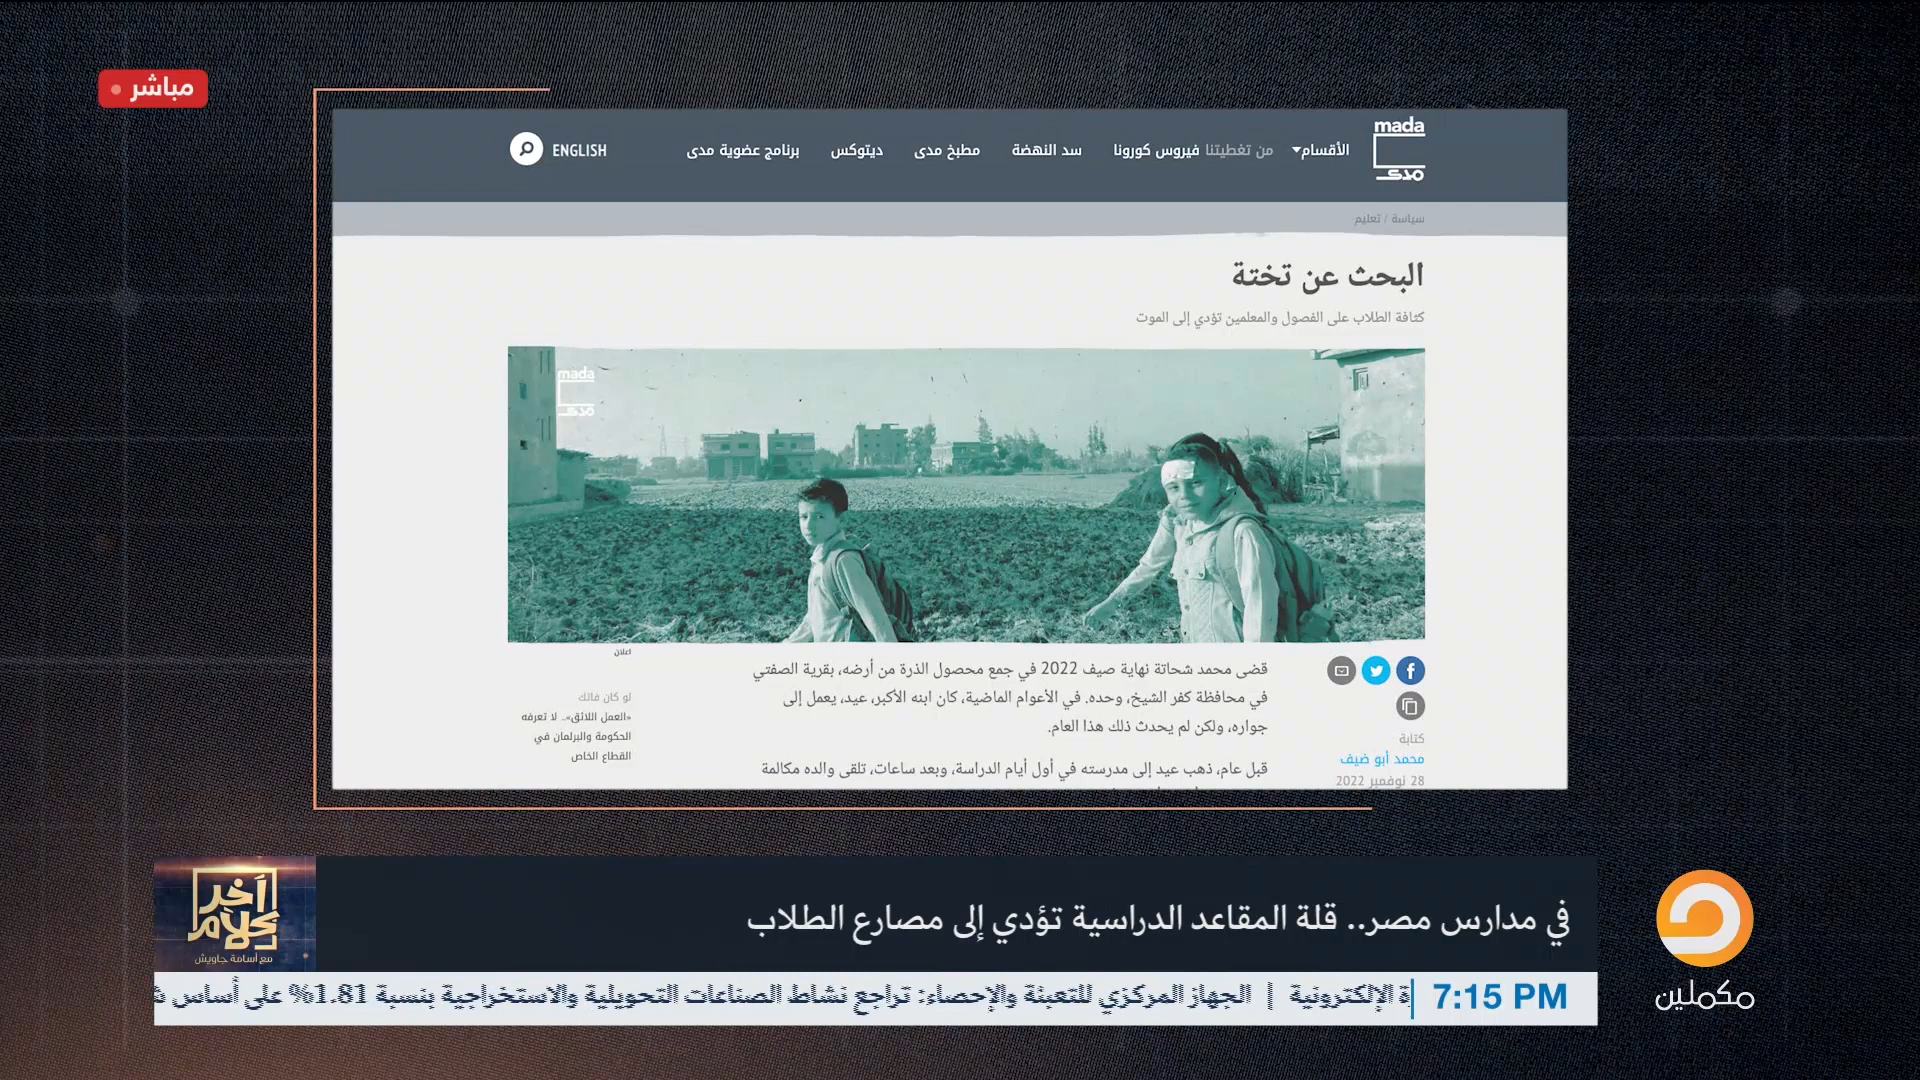 مباشر
mada
مدى
الأقسام
من تغطيتنا فيروس كورونا
سد النهضة
مطبخ مدى
ديتوكس
برنامج عضوية مدى
ENGLISH
سياسة / تعليم
البحث عن تختة
كثافة الطلاب على الفصول والمعلمين تؤدي إلى الموت
mada
مدى
قضى محمد شحاتة نهاية صيف 2022 في جمع محصول الذرة من أرضه، بقرية الصفتي
في محافظة كفر الشيخ، وحده. في الأعوام الماضية، كان ابنه الأكبر، عيد، يعمل إلى
جواره، ولكن لم يحدث ذلك هذا العام.
قبل عام، ذهب عيد إلى مدرسته في أول أيام الدراسة، وبعد ساعات، تلقى والده مكالمة
كتابة
محمد أبو ضيف
28 نوفمبر 2022
اعلان
لو كان فاتك
«العمل اللائق».. لا تعرفه
الحكومة والبرلمان في
القطاع الخاص
في مدارس مصر.. قلة المقاعد الدراسية تؤدي إلى مصارع الطلاب
آخر
كلام
مع أسامة جاويش
7:15 PM
ة الإلكترونية | الجهاز المركزي للتعبئة والإحصاء: تراجع نشاط الصناعات التحويلية والاستخراجية بنسبة 1.81% على أساس
مكملين